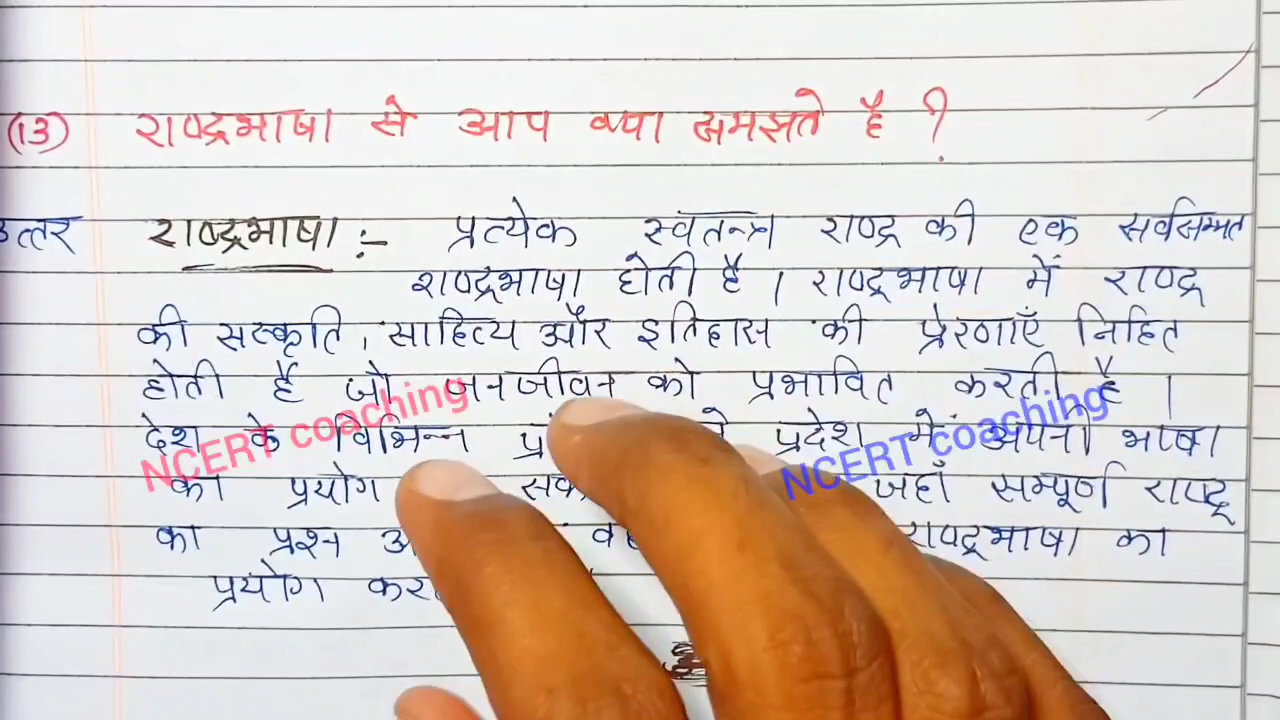 (13) राष्ट्रभाषा से आप क्या समझते है ?
उत्तर राष्ट्रभाषा :- प्रत्येक स्वतन्त्र राष्ट्र की एक सर्वसम्मत
राष्ट्रभाषा होती है । राष्ट्रभाषा में राष्ट्र
की संस्कृति, साहित्य और इतिहास की प्रेरणाएँ निहित
होती हैं जो जनजीवन को प्रभावित करती है ।
देश के विभिन्न प्रदेश में अपनी भाषा
का प्रयोग जहाँ सम्पूर्ण राष्ट्र
का प्रश्न राष्ट्रभाषा का
प्रयोग
NCERT coaching
NCERT coaching